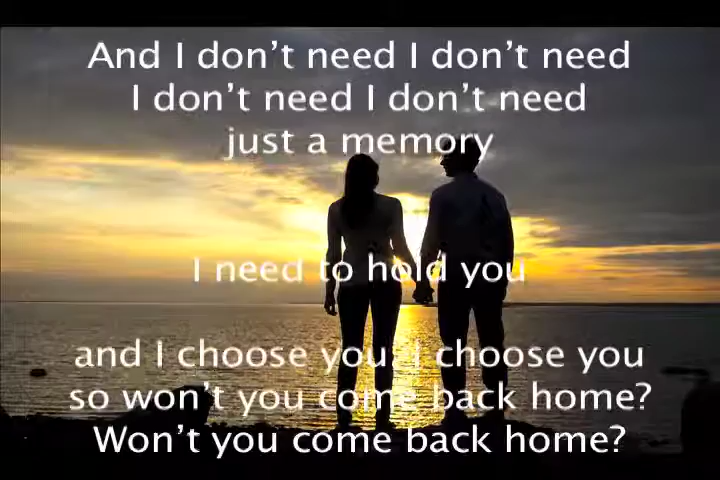 And I don't need I don't need
I don't need I don't need
just a memory
I need to hold you
and I choose you, I choose you
so won't you come back home?
Won't you come back home?